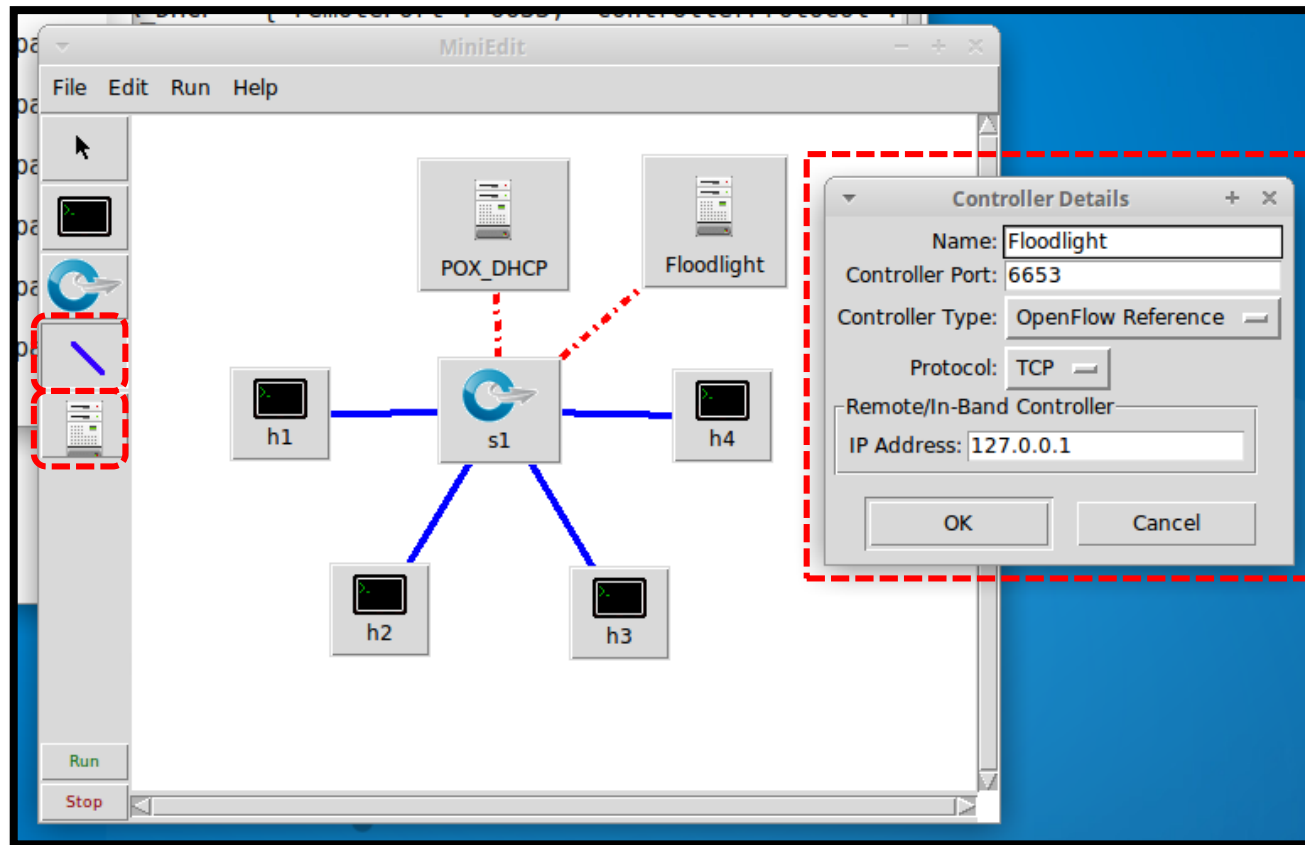 MiniEdit
File Edit Run Help
POX_DHCP
Floodlight
h1
s1
h4
h2
h3
Run
Stop
Controller Details
Name: Floodlight
Controller Port: 6653
Controller Type: OpenFlow Reference
Protocol: TCP
Remote/In-Band Controller
IP Address: 127.0.0.1
OK Cancel